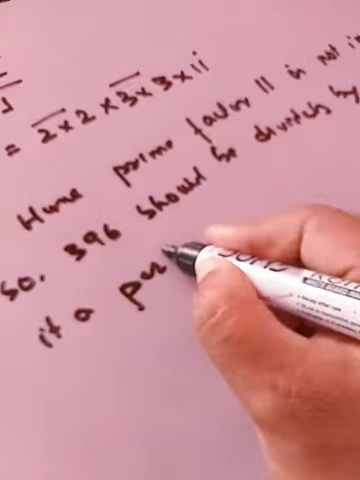 = 2 × 2 × 3 × 3 × 11
Hence prime factor 11 is not in
so, 396 should be divided by
it a per